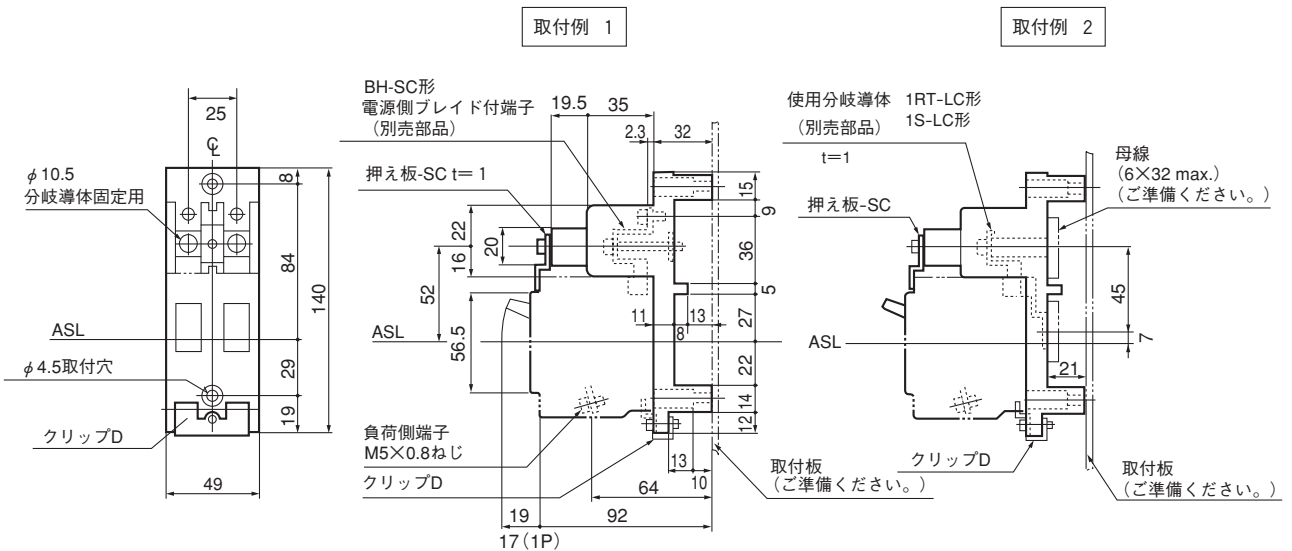 取付例 1
取付例 2
25
℄
φ10.5
分岐導体固定用
8
84
140
ASL
φ4.5取付穴
29
19
クリップD
49
BH-SC形
電源側ブレイド付端子
(別売部品)
19.5
35
2.3
32
押え板-SC t=1
15
9
22
20
16
36
52
5
11
8
13
27
ASL
56.5
22
14
12
負荷側端子
M5×0.8ねじ
クリップD
13
10
64
取付板
(ご準備ください。)
19
92
17(1P)
使用分岐導体 1RT-LC形
(別売部品) 1S-LC形
t=1
母線
(6×32 max.)
(ご準備ください。)
押え板-SC
45
7
ASL
21
クリップD
取付板
(ご準備ください。)